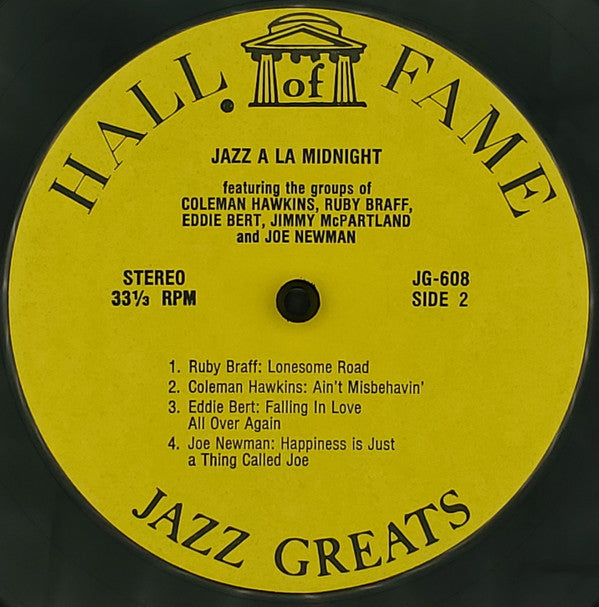 HALL of FAME
JAZZ A LA MIDNIGHT
featuring the groups of
COLEMAN HAWKINS, RUBY BRAFF,
EDDIE BERT, JIMMY McPARTLAND
and JOE NEWMAN
STEREO
33⅓ RPM
JG-608
SIDE 2
1. Ruby Braff: Lonesome Road
2. Coleman Hawkins: Ain't Misbehavin'
3. Eddie Bert: Falling In Love
All Over Again
4. Joe Newman: Happiness is Just
a Thing Called Joe
JAZZ GREATS